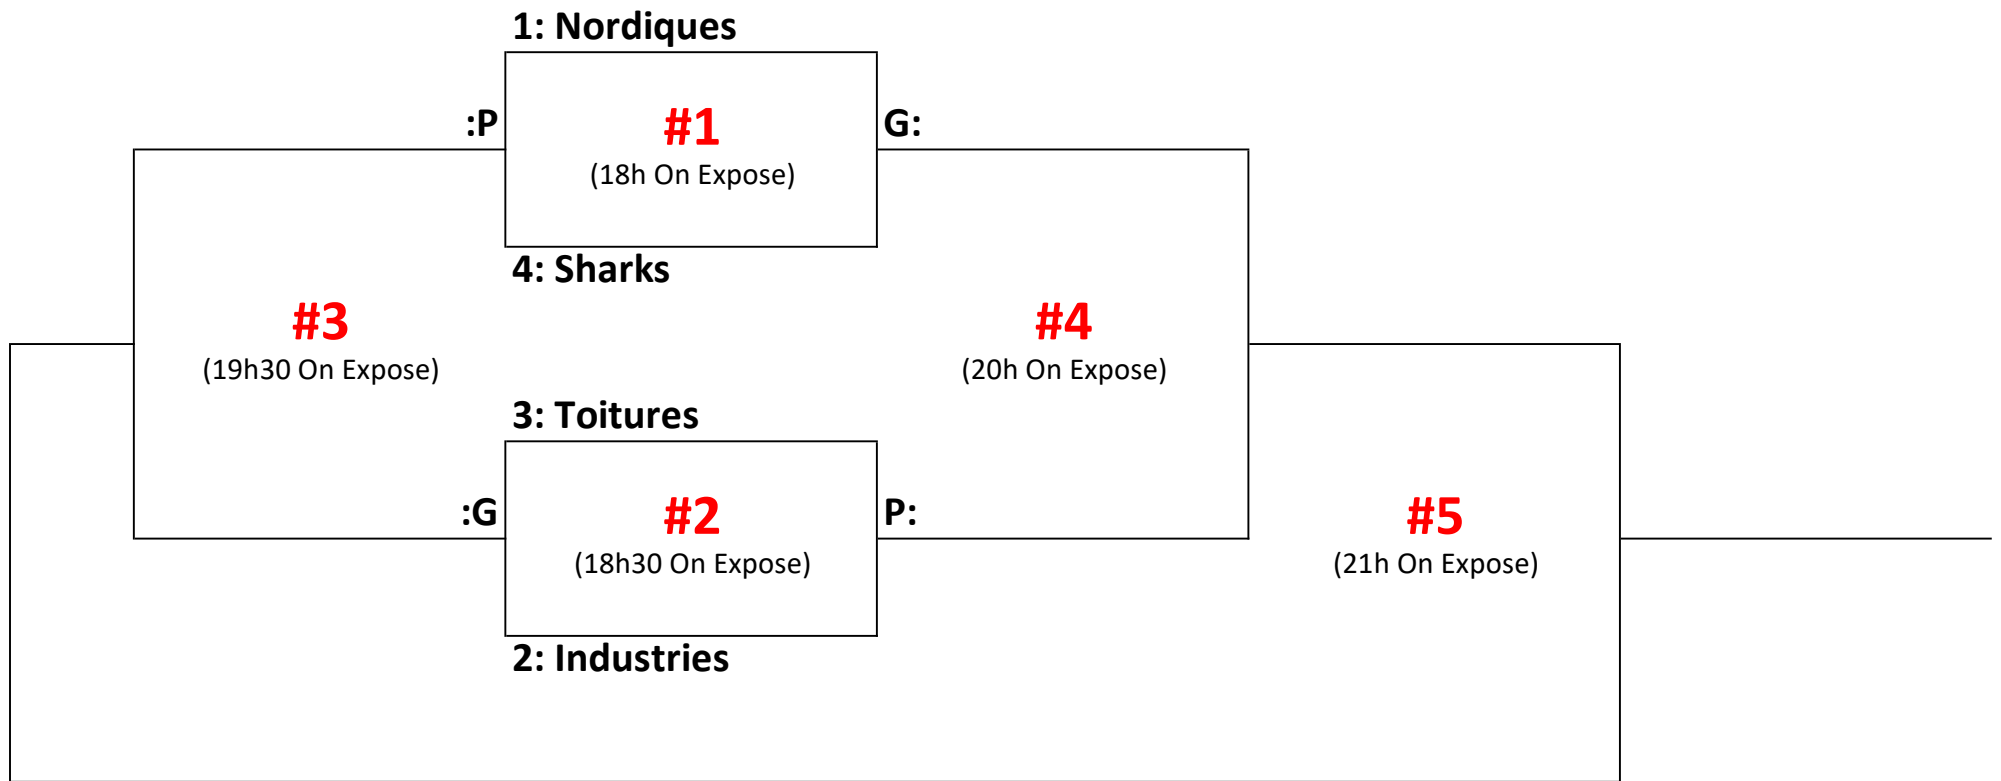 1: Nordiques
:P
#1
G:
(18h On Expose)
4: Sharks
#3
#4
(19h30 On Expose)
(20h On Expose)
3: Toitures
:G
#2
P:
#5
(18h30 On Expose)
(21h On Expose)
2: Industries